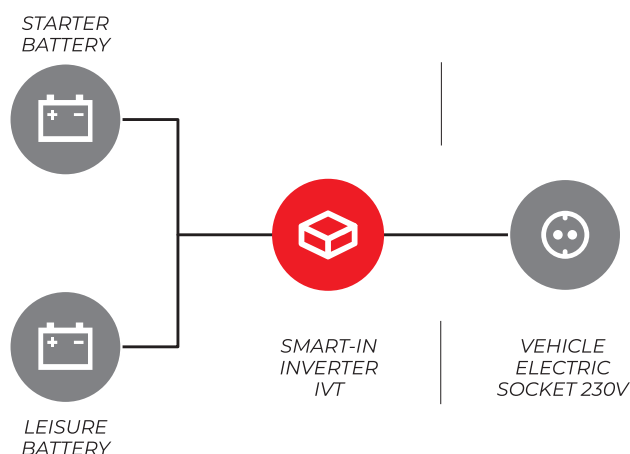 STARTER
BATTERY
SMART-IN
INVERTER
IVT
VEHICLE
ELECTRIC
SOCKET 230V
LEISURE
BATTERY